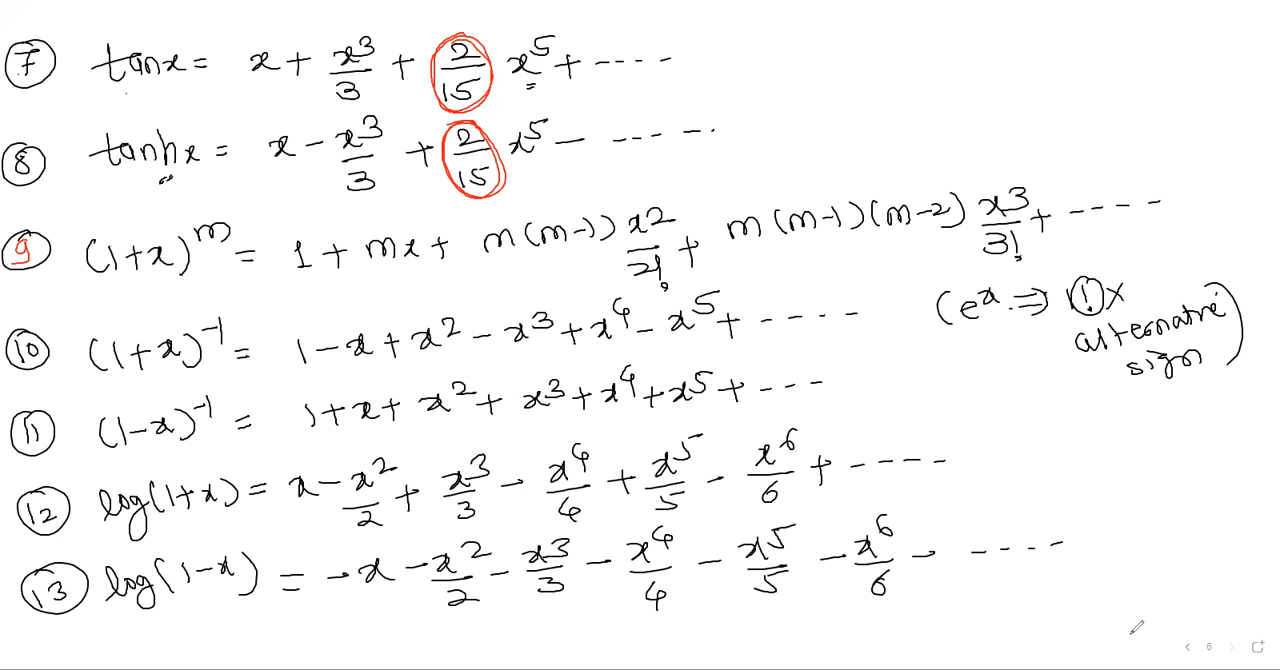 ⑦ tanx = x + x³/3 + 2/15 x⁵ + ----
⑧ tanhx = x - x³/3 + 2/15 x⁵ - -----
⑨ (1+x)^m = 1 + mx + m(m-1) x²/2! + m(m-1)(m-2) x³/3! + ----
⑩ (1+x)⁻¹ = 1 - x + x² - x³ + x⁴ - x⁵ + ----
(eˣ ⇒ ! X
alternative
sign)
⑪ (1-x)⁻¹ = 1 + x + x² + x³ + x⁴ + x⁵ + ---
⑫ log(1+x) = x - x²/2 + x³/3 - x⁴/4 + x⁵/5 - x⁶/6 + ----
⑬ log(1-x) = -x - x²/2 - x³/3 - x⁴/4 - x⁵/5 - x⁶/6 - ----
6